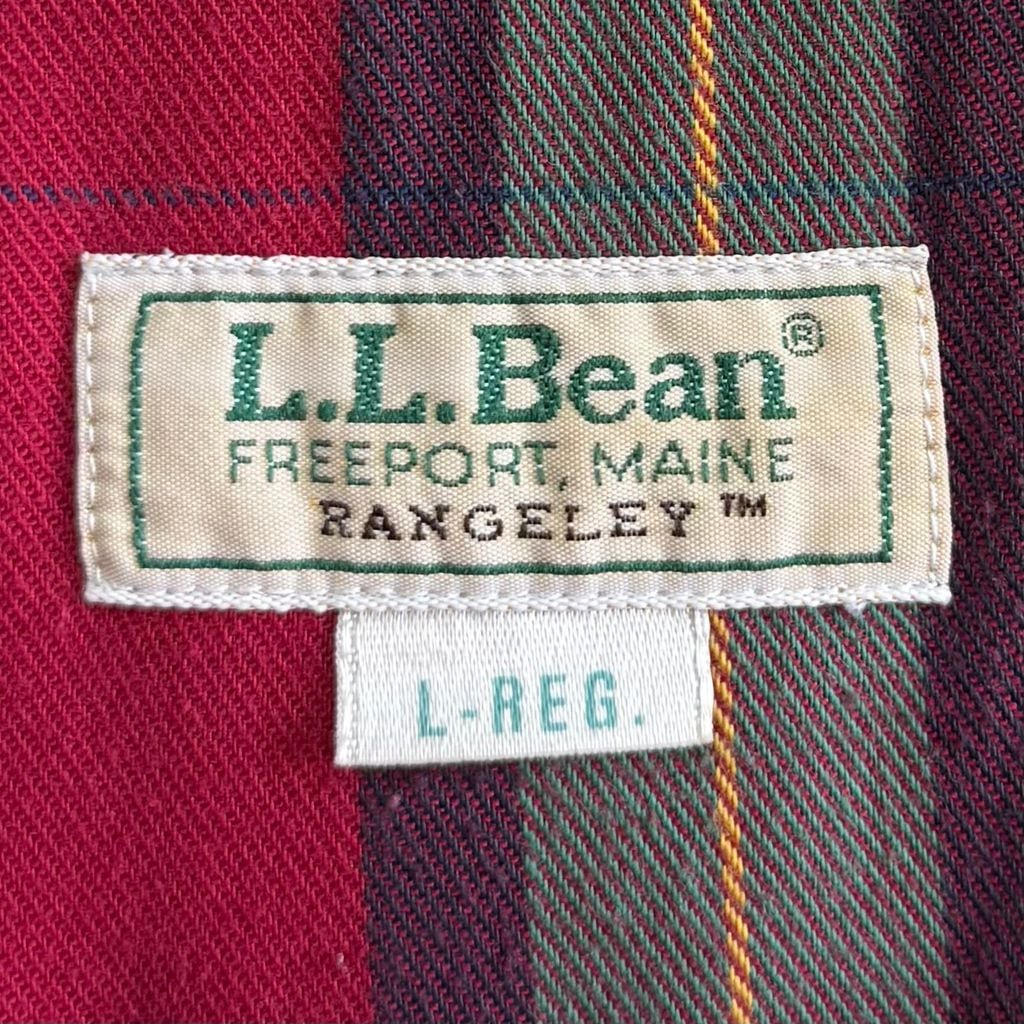 L.L.Bean®
FREEPORT, MAINE
RANGELEY™
L-REG.